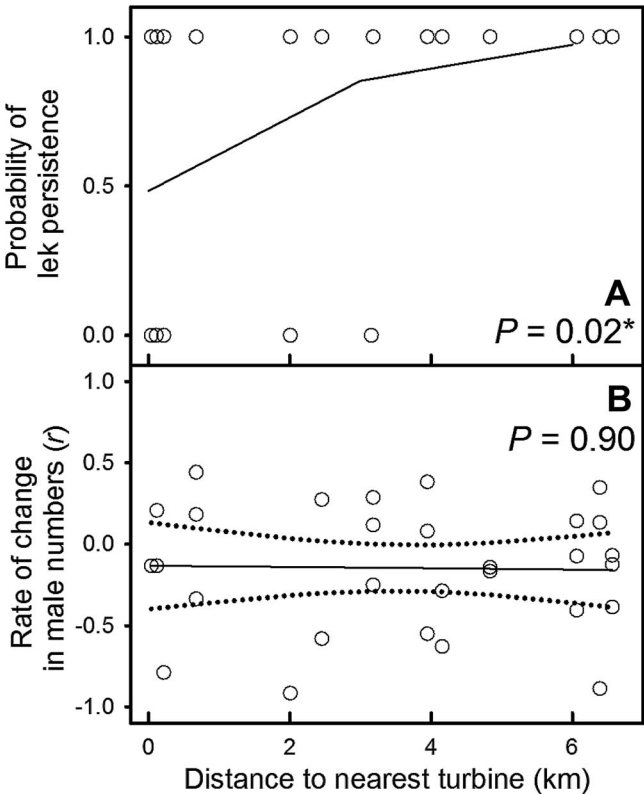 Probability of
lek persistence
1.0
0.5
0.0
A
P = 0.02*
Rate of change
in male numbers (r)
1.0
0.5
0.0
-0.5
-1.0
B
P = 0.90
0 2 4 6
Distance to nearest turbine (km)